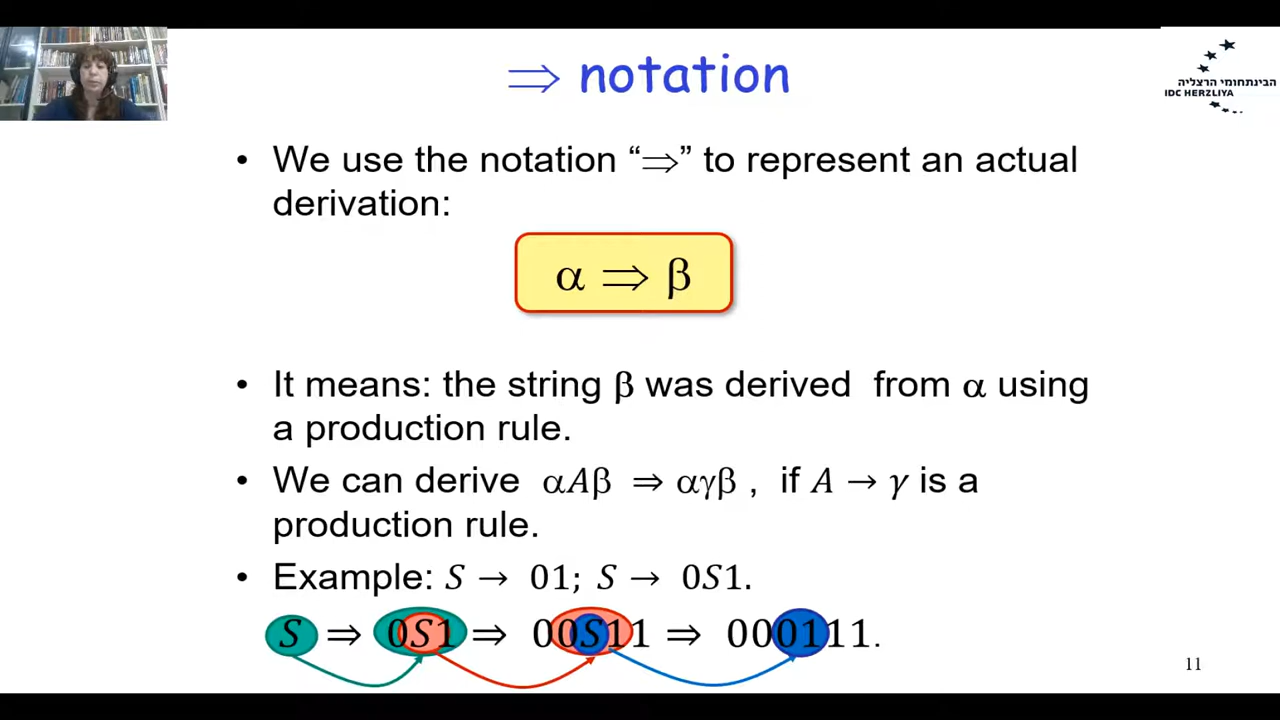 ⇒ notation
הבינתחומי הרצליה
IDC HERZLIYA
• We use the notation “⇒” to represent an actual
derivation:
α ⇒ β
• It means: the string β was derived from α using
a production rule.
• We can derive αAβ ⇒ αγβ , if A → γ is a
production rule.
• Example: S → 01; S → 0S1.
S ⇒ 0S1 ⇒ 00S11 ⇒ 000111.
11